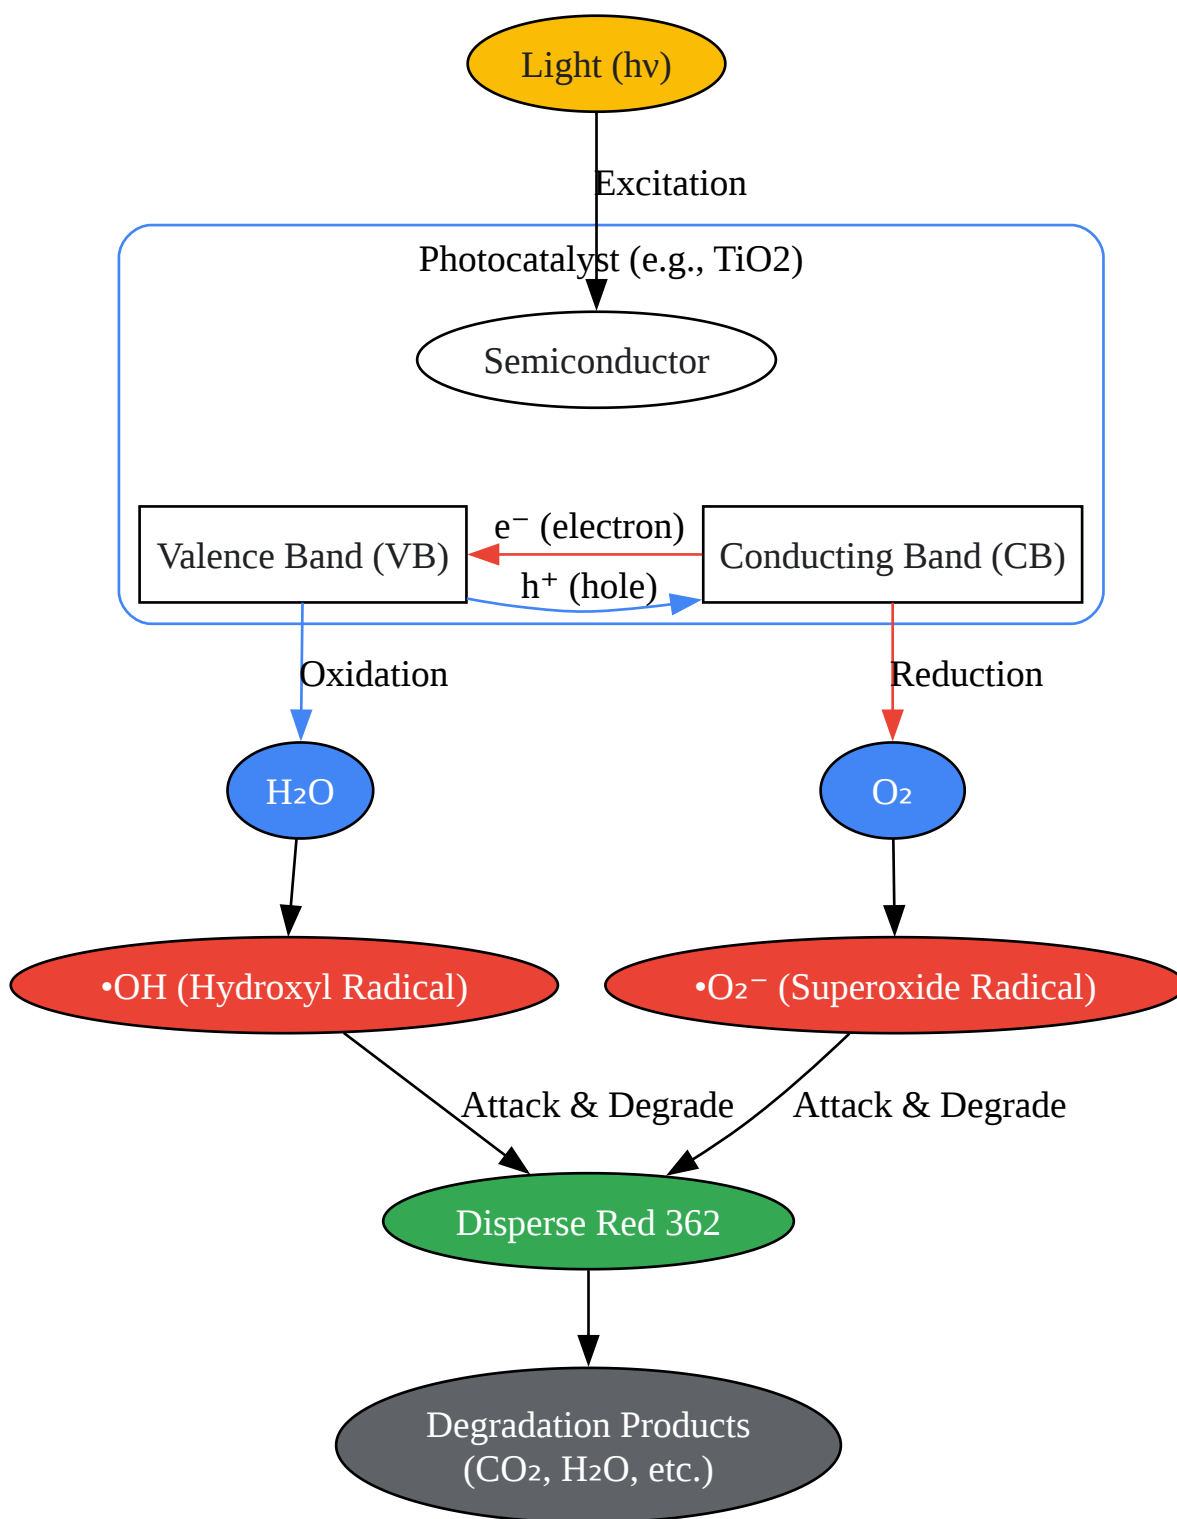 Light (hν)
Excitation
Photocatalyst (e.g., TiO2)
Semiconductor
e⁻ (electron)
Valence Band (VB)
Conducting Band (CB)
h⁺ (hole)
Oxidation
Reduction
H₂O
O₂
•OH (Hydroxyl Radical)
•O₂⁻ (Superoxide Radical)
Attack & Degrade
Attack & Degrade
Disperse Red 362
Degradation Products
(CO₂, H₂O, etc.)